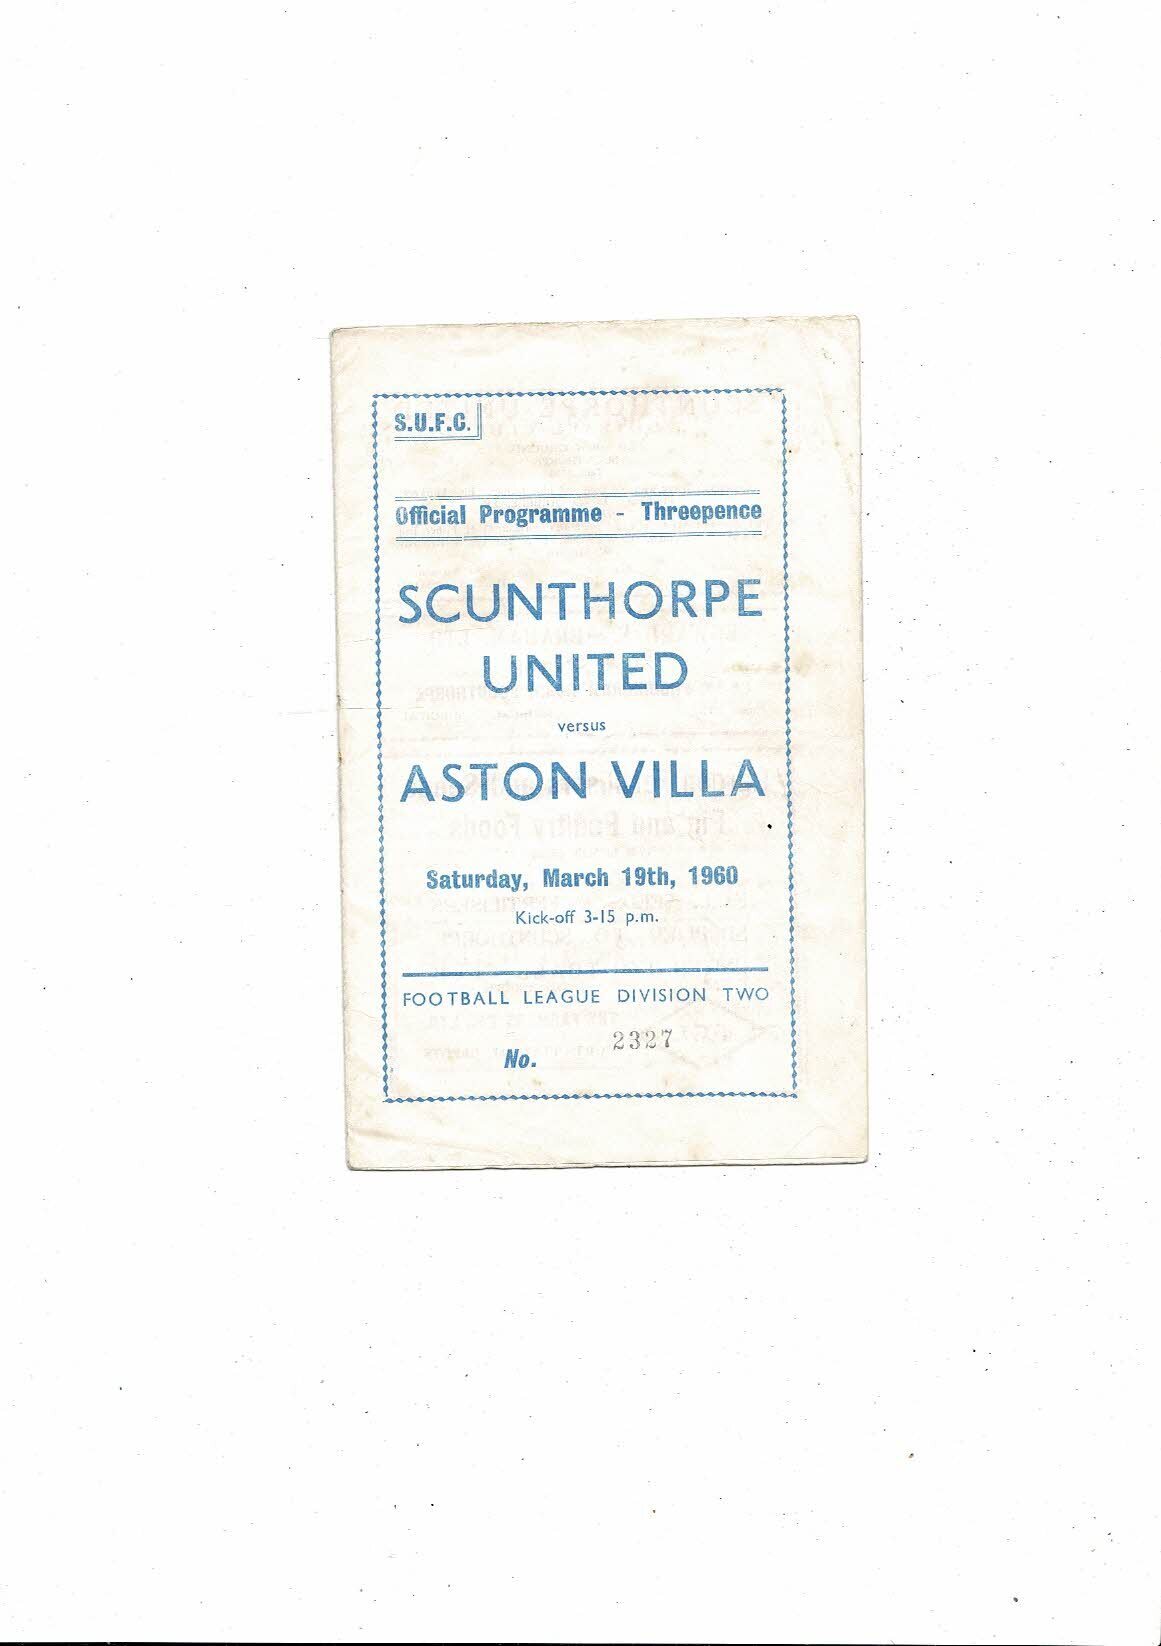 S.U.F.C.
Official Programme - Threepence
SCUNTHORPE
UNITED
versus
ASTON VILLA
Saturday, March 19th, 1960
Kick-off 3-15 p.m.
FOOTBALL LEAGUE DIVISION TWO
No. 2327